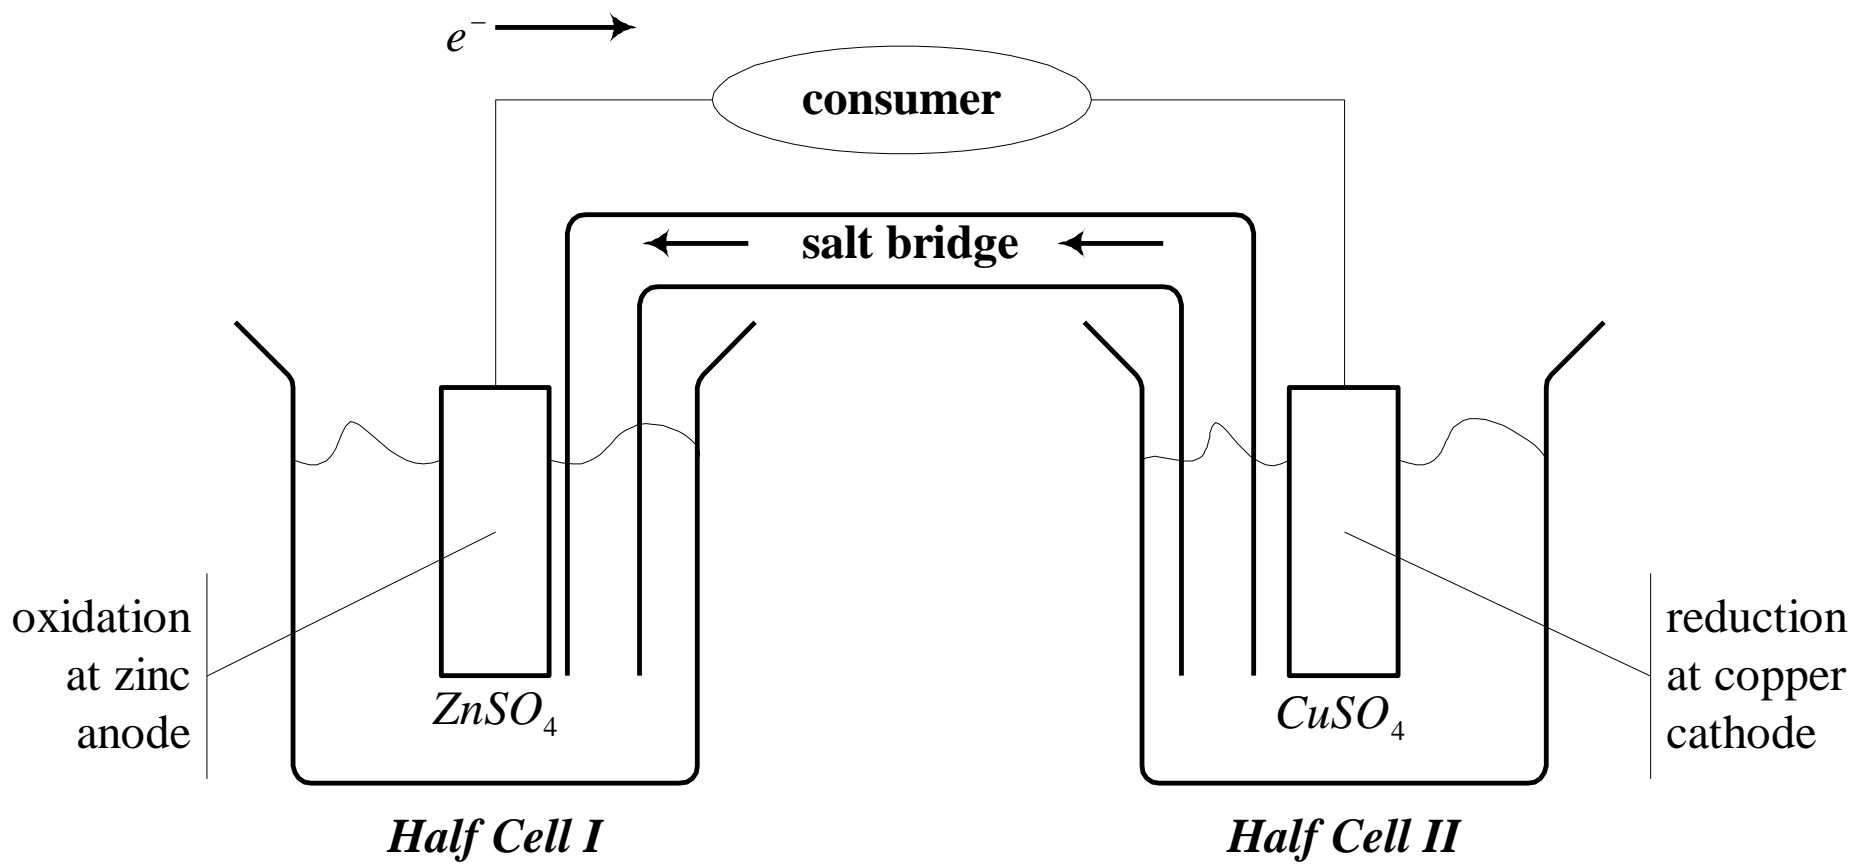 e⁻
consumer
salt bridge
oxidation
at zinc
anode
ZnSO₄
CuSO₄
reduction
at copper
cathode
Half Cell I
Half Cell II